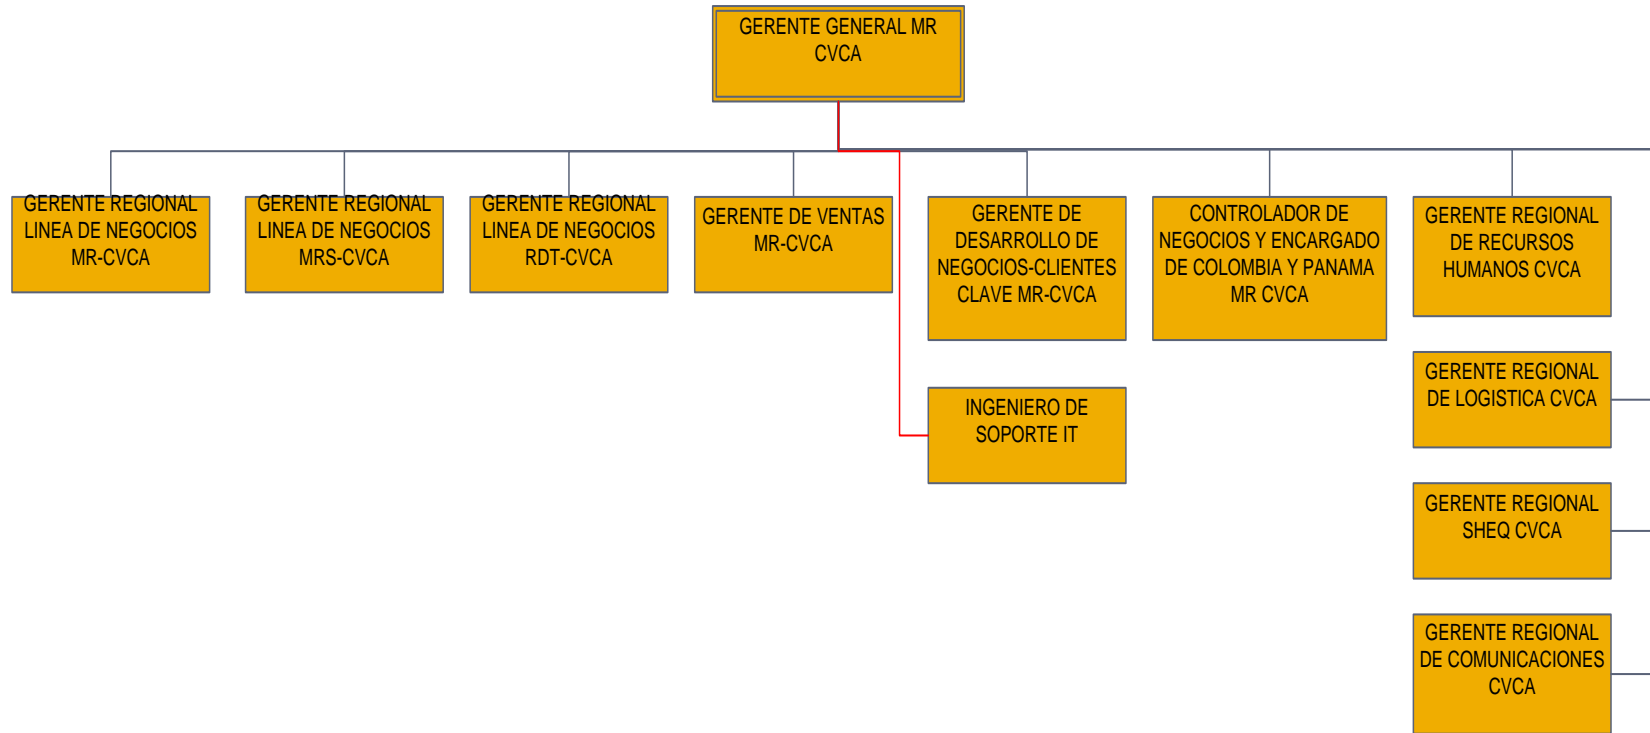 GERENTE GENERAL MR
CVCA
GERENTE REGIONAL
LINEA DE NEGOCIOS
MR-CVCA
GERENTE REGIONAL
LINEA DE NEGOCIOS
MRS-CVCA
GERENTE REGIONAL
LINEA DE NEGOCIOS
RDT-CVCA
GERENTE DE VENTAS
MR-CVCA
GERENTE DE
DESARROLLO DE
NEGOCIOS-CLIENTES
CLAVE MR-CVCA
CONTROLADOR DE
NEGOCIOS Y ENCARGADO
DE COLOMBIA Y PANAMA
MR CVCA
GERENTE REGIONAL
DE RECURSOS
HUMANOS CVCA
INGENIERO DE
SOPORTE IT
GERENTE REGIONAL
DE LOGISTICA CVCA
GERENTE REGIONAL
SHEQ CVCA
GERENTE REGIONAL
DE COMUNICACIONES
CVCA